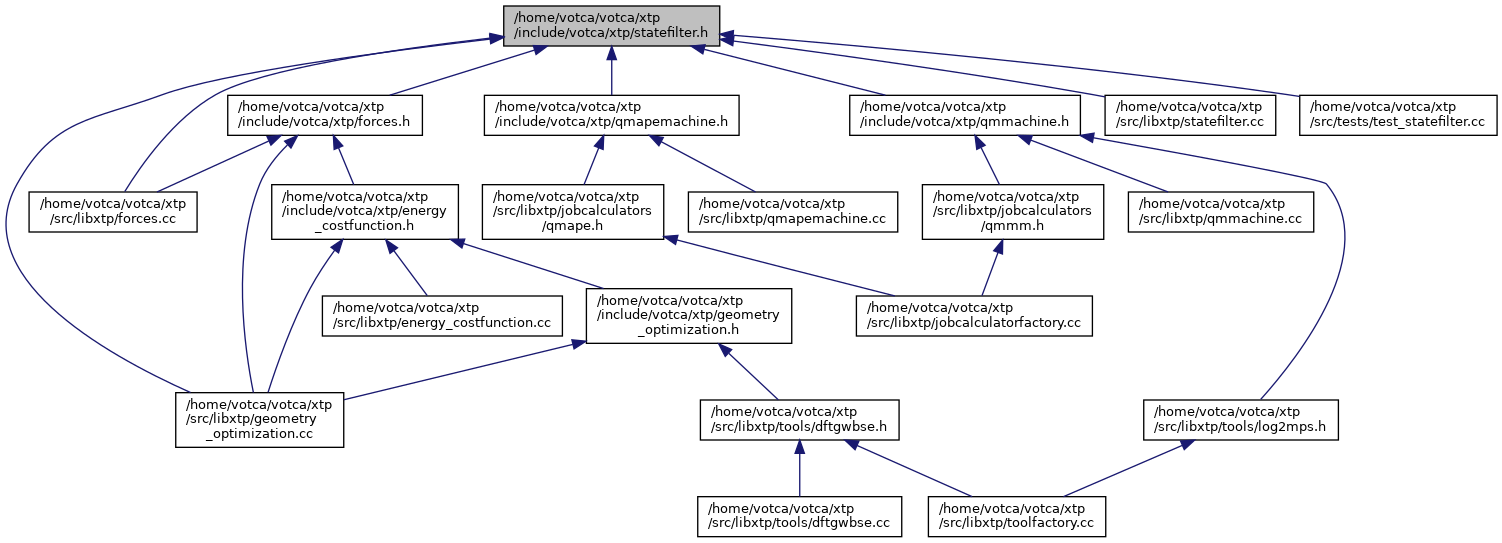 /home/votca/votca/xtp
/include/votca/xtp/statefilter.h
/home/votca/votca/xtp
/include/votca/xtp/forces.h
/home/votca/votca/xtp
/include/votca/xtp/qmapemachine.h
/home/votca/votca/xtp
/include/votca/xtp/qmmachine.h
/home/votca/votca/xtp
/src/libxtp/statefilter.cc
/home/votca/votca/xtp
/src/tests/test_statefilter.cc
/home/votca/votca/xtp
/src/libxtp/forces.cc
/home/votca/votca/xtp
/include/votca/xtp/energy
_costfunction.h
/home/votca/votca/xtp
/src/libxtp/jobcalculators
/qmape.h
/home/votca/votca/xtp
/src/libxtp/qmapemachine.cc
/home/votca/votca/xtp
/src/libxtp/jobcalculators
/qmmm.h
/home/votca/votca/xtp
/src/libxtp/qmmachine.cc
/home/votca/votca/xtp
/src/libxtp/energy_costfunction.cc
/home/votca/votca/xtp
/include/votca/xtp/geometry
_optimization.h
/home/votca/votca/xtp
/src/libxtp/jobcalculatorfactory.cc
/home/votca/votca/xtp
/src/libxtp/geometry
_optimization.cc
/home/votca/votca/xtp
/src/libxtp/tools/dftgwbse.h
/home/votca/votca/xtp
/src/libxtp/tools/log2mps.h
/home/votca/votca/xtp
/src/libxtp/tools/dftgwbse.cc
/home/votca/votca/xtp
/src/libxtp/toolfactory.cc